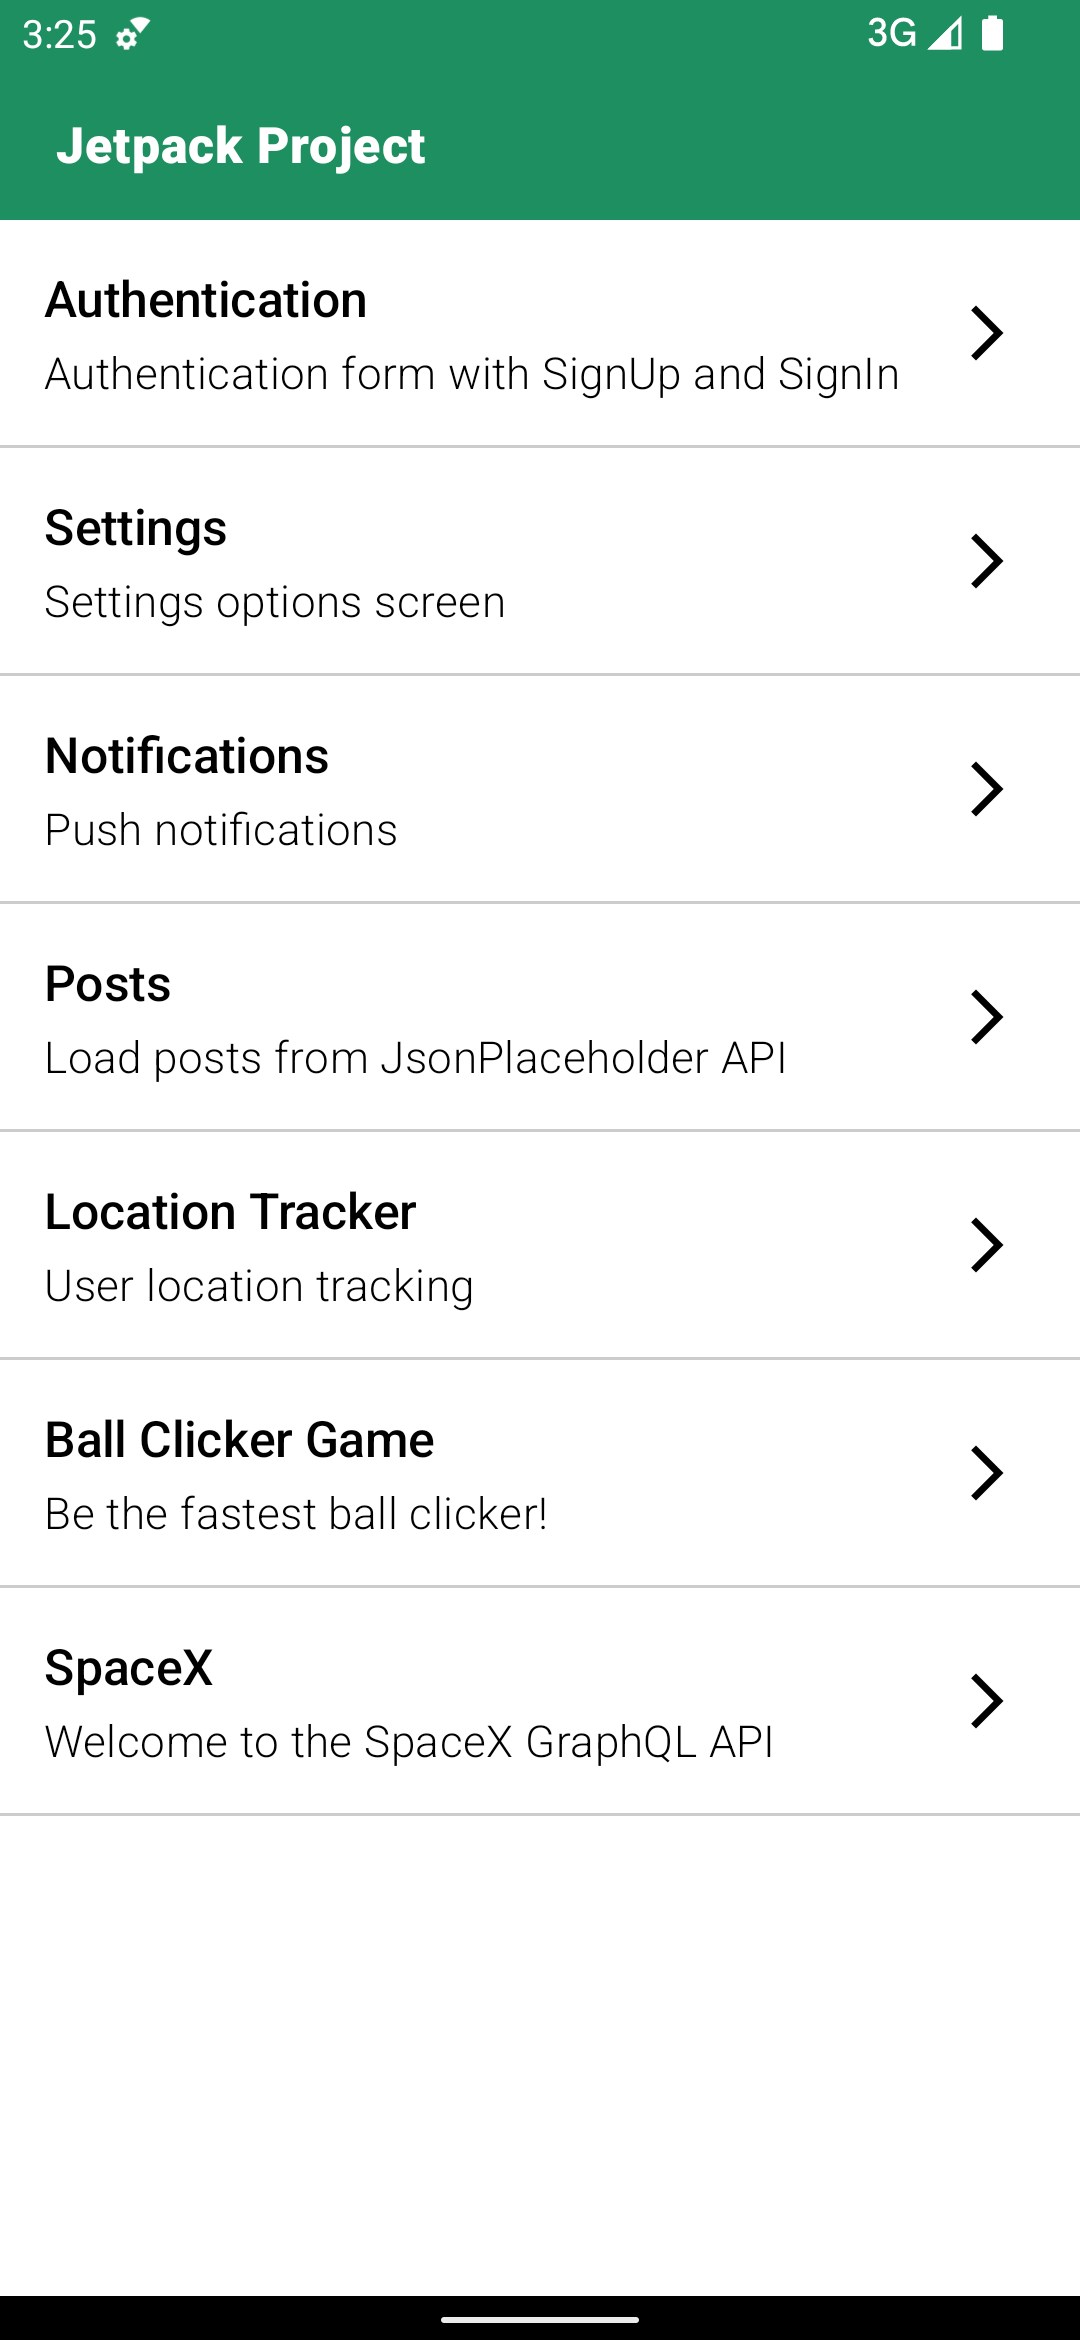 3:25 3G
Jetpack Project
Authentication
Authentication form with SignUp and SignIn
Settings
Settings options screen
Notifications
Push notifications
Posts
Load posts from JsonPlaceholder API
Location Tracker
User location tracking
Ball Clicker Game
Be the fastest ball clicker!
SpaceX
Welcome to the SpaceX GraphQL API